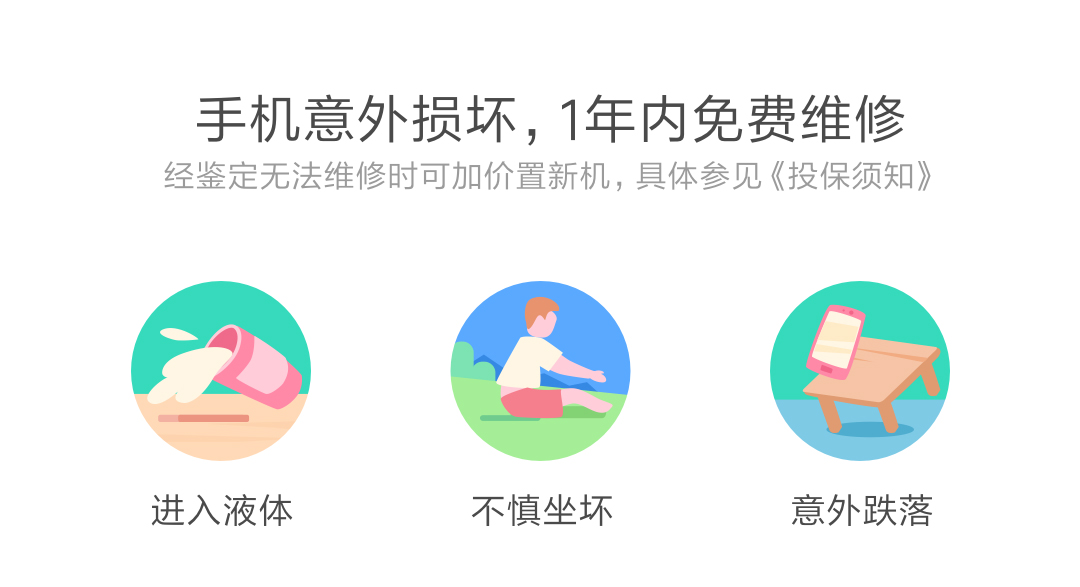 手机意外损坏，1年内免费维修
经鉴定无法维修时可加价置新机，具体参见《投保须知》
进入液体
不慎坐坏
意外跌落